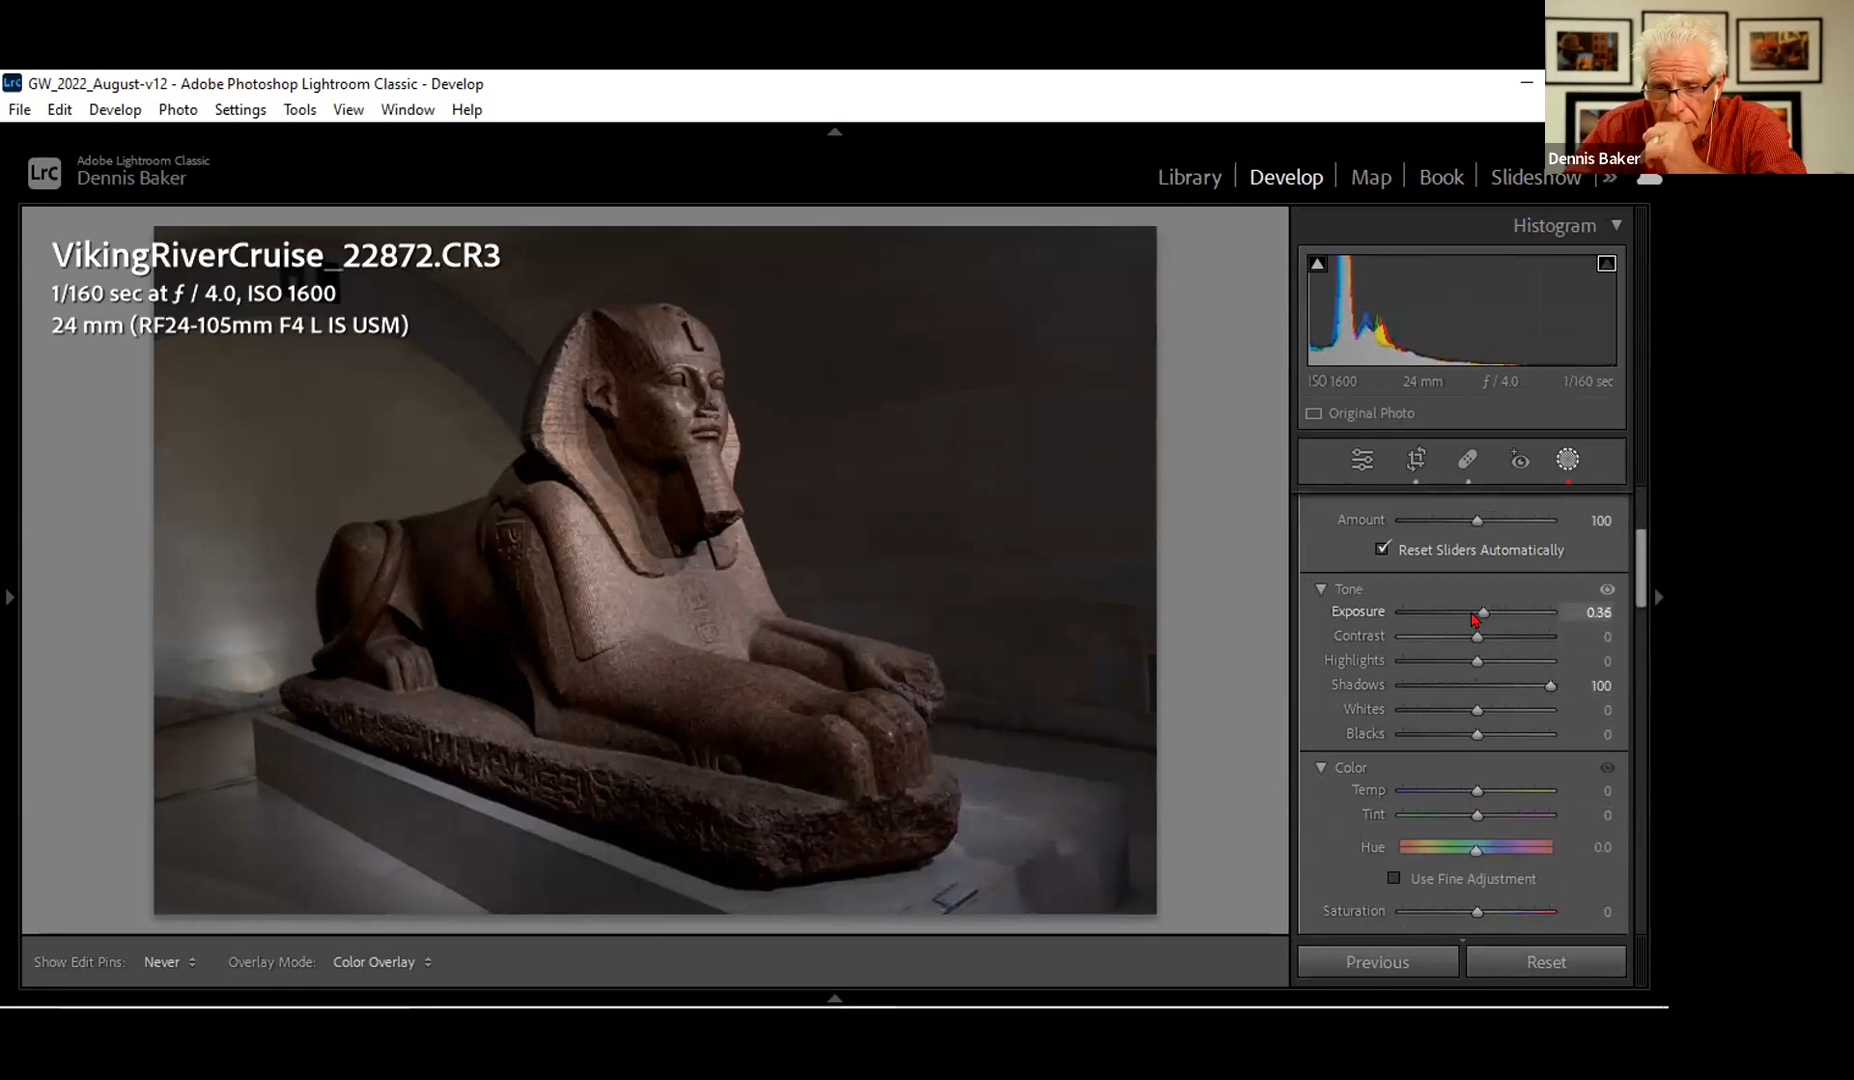 GW_2022_August-v12 - Adobe Photoshop Lightroom Classic - Develop
File Edit Develop Photo Settings Tools View Window Help
Dennis Baker
LrC
Adobe Lightroom Classic
Dennis Baker
Library Develop Map Book Slideshow »
VikingRiverCruise_22872.CR3
1/160 sec at ƒ / 4.0, ISO 1600
24 mm (RF24-105mm F4 L IS USM)
Histogram
ISO 1600 24 mm ƒ / 4.0 1/160 sec
Original Photo
Amount 100
Reset Sliders Automatically
Tone
Exposure 0.36
Contrast 0
Highlights 0
Shadows 100
Whites 0
Blacks 0
Color
Temp 0
Tint 0
Hue 0.0
Use Fine Adjustment
Saturation 0
Show Edit Pins: Never Overlay Mode: Color Overlay
Previous Reset